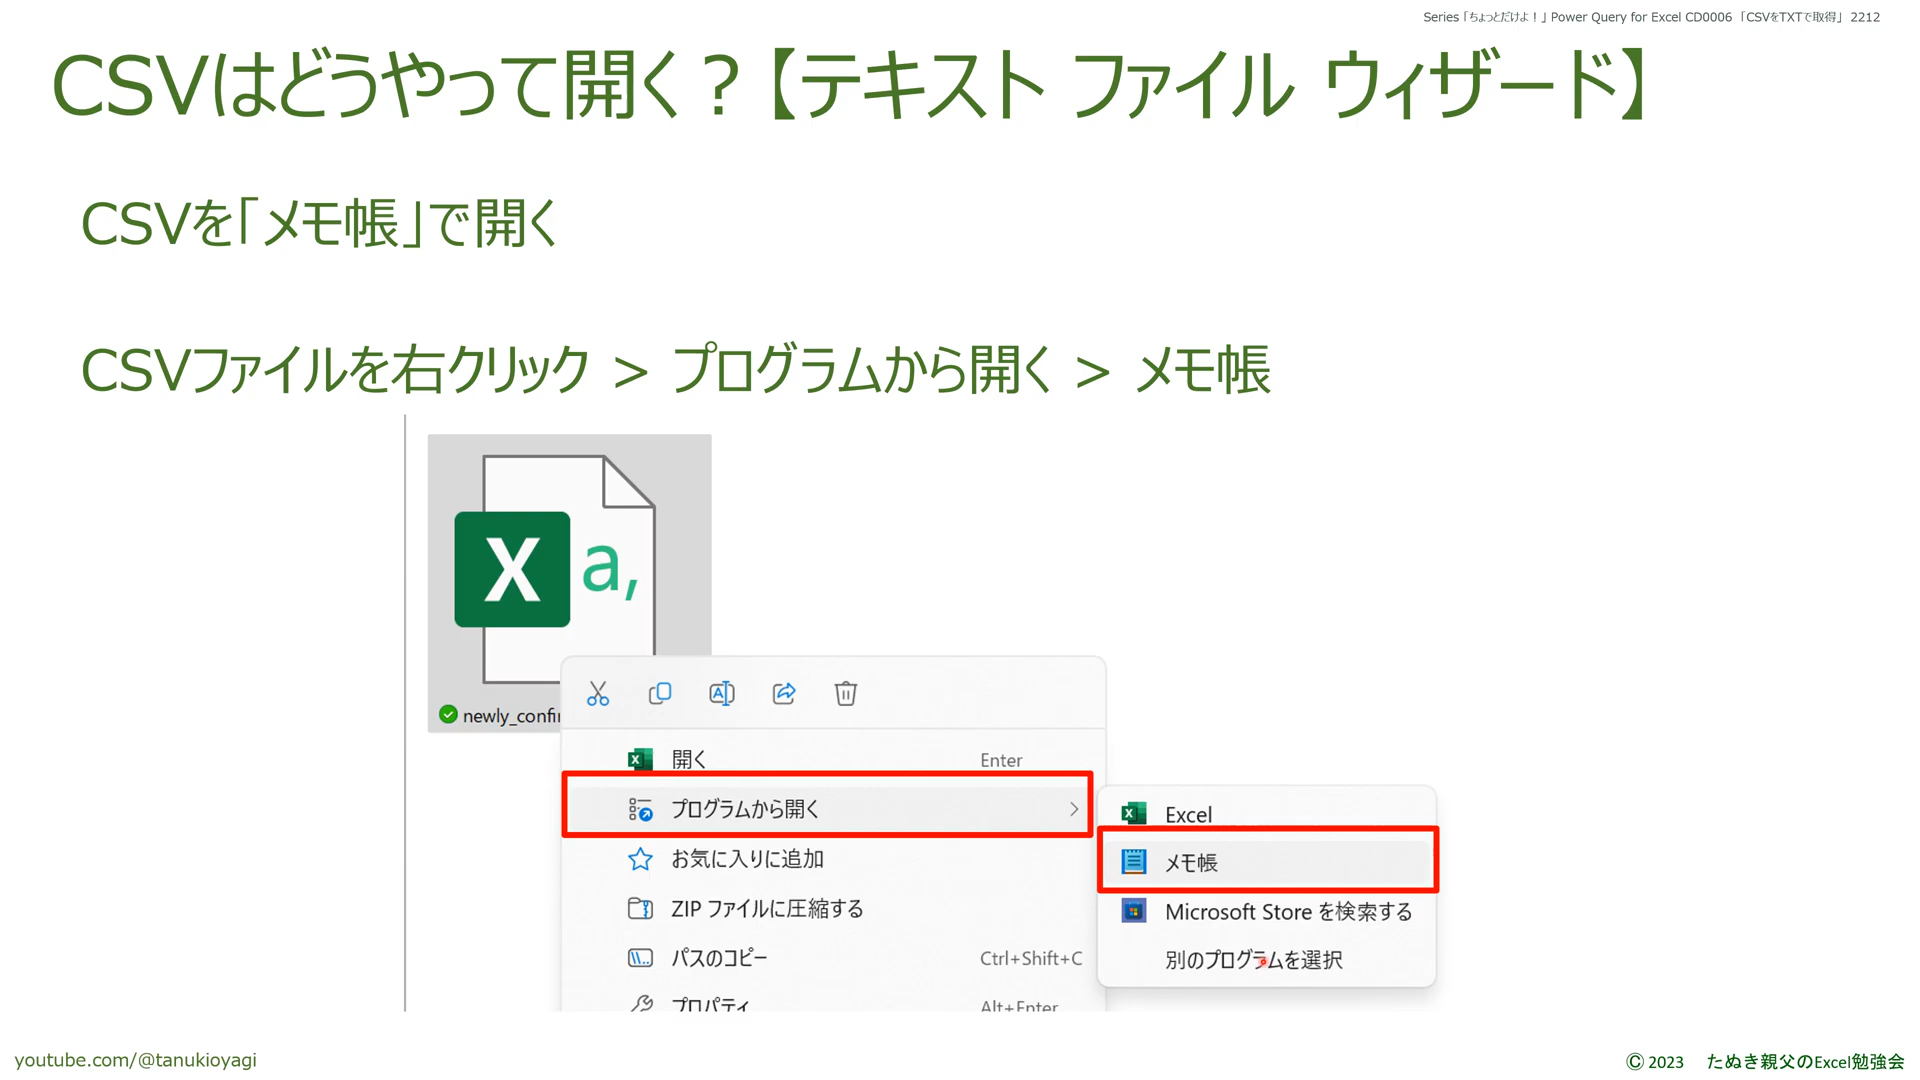 Series「ちょっとだけよ！」Power Query for Excel CD0006「CSVをTXTで取得」 2212
CSVはどうやって開く？【テキスト ファイル ウィザード】
CSVを「メモ帳」で開く
CSVファイルを右クリック > プログラムから開く > メモ帳
X a,
newly_confi
開く Enter
プログラムから開く
お気に入りに追加
ZIP ファイルに圧縮する
パスのコピー Ctrl+Shift+C
プロパティ Alt+Enter
Excel
メモ帳
Microsoft Store を検索する
別のプログラムを選択
youtube.com/@tanukioyagi
© 2023 たぬき親父のExcel勉強会